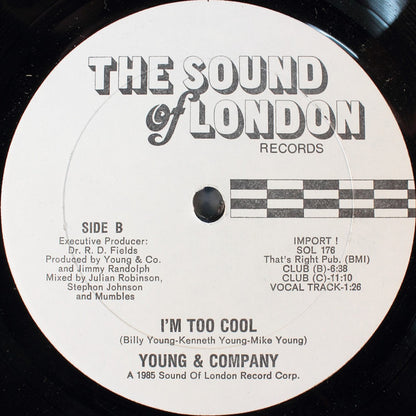 THE SOUND
of LONDON
RECORDS
SIDE B
Executive Producer:
Dr. R. D. Fields
Produced by Young & Co.
and Jimmy Randolph
Mixed by Julian Robinson,
Stephon Johnson
and Mumbles
IMPORT !
SOL 176
That's Right Pub. (BMI)
CLUB (B)-6:38
CLUB (C)-11:10
VOCAL TRACK-1:26
I'M TOO COOL
(Billy Young-Kenneth Young-Mike Young)
YOUNG & COMPANY
A 1985 Sound Of London Record Corp.